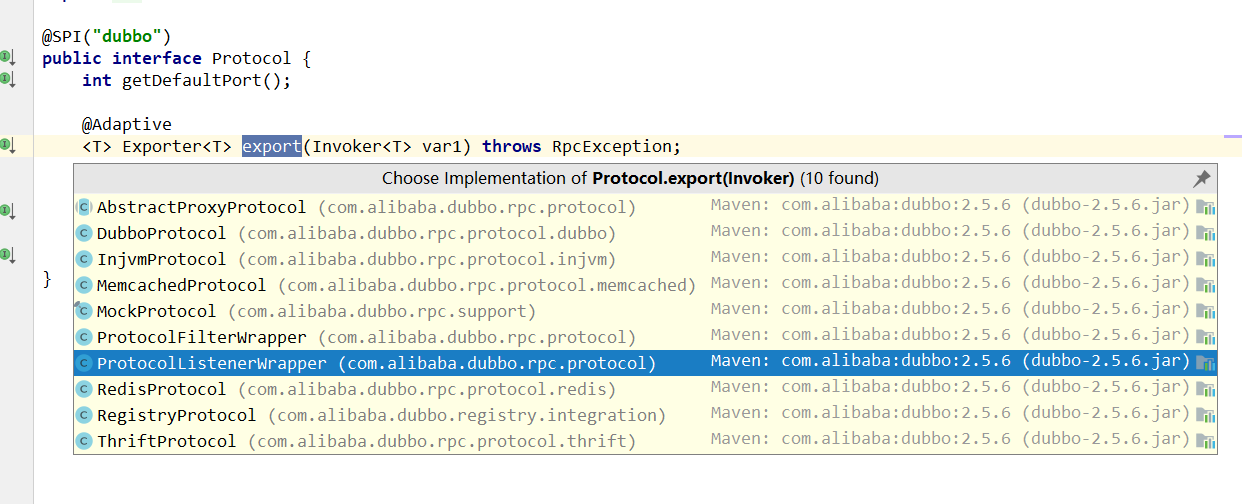 @SPI("dubbo")
public interface Protocol {
int getDefaultPort();
@Adaptive
<T> Exporter<T> export(Invoker<T> var1) throws RpcException;
Choose Implementation of Protocol.export(Invoker) (10 found)
AbstractProxyProtocol (com.alibaba.dubbo.rpc.protocol) Maven: com.alibaba:dubbo:2.5.6 (dubbo-2.5.6.jar)
DubboProtocol (com.alibaba.dubbo.rpc.protocol.dubbo) Maven: com.alibaba:dubbo:2.5.6 (dubbo-2.5.6.jar)
InjvmProtocol (com.alibaba.dubbo.rpc.protocol.injvm) Maven: com.alibaba:dubbo:2.5.6 (dubbo-2.5.6.jar)
MemcachedProtocol (com.alibaba.dubbo.rpc.protocol.memcached) Maven: com.alibaba:dubbo:2.5.6 (dubbo-2.5.6.jar)
MockProtocol (com.alibaba.dubbo.rpc.support) Maven: com.alibaba:dubbo:2.5.6 (dubbo-2.5.6.jar)
ProtocolFilterWrapper (com.alibaba.dubbo.rpc.protocol) Maven: com.alibaba:dubbo:2.5.6 (dubbo-2.5.6.jar)
ProtocolListenerWrapper (com.alibaba.dubbo.rpc.protocol) Maven: com.alibaba:dubbo:2.5.6 (dubbo-2.5.6.jar)
RedisProtocol (com.alibaba.dubbo.rpc.protocol.redis) Maven: com.alibaba:dubbo:2.5.6 (dubbo-2.5.6.jar)
RegistryProtocol (com.alibaba.dubbo.registry.integration) Maven: com.alibaba:dubbo:2.5.6 (dubbo-2.5.6.jar)
ThriftProtocol (com.alibaba.dubbo.rpc.protocol.thrift) Maven: com.alibaba:dubbo:2.5.6 (dubbo-2.5.6.jar)
}